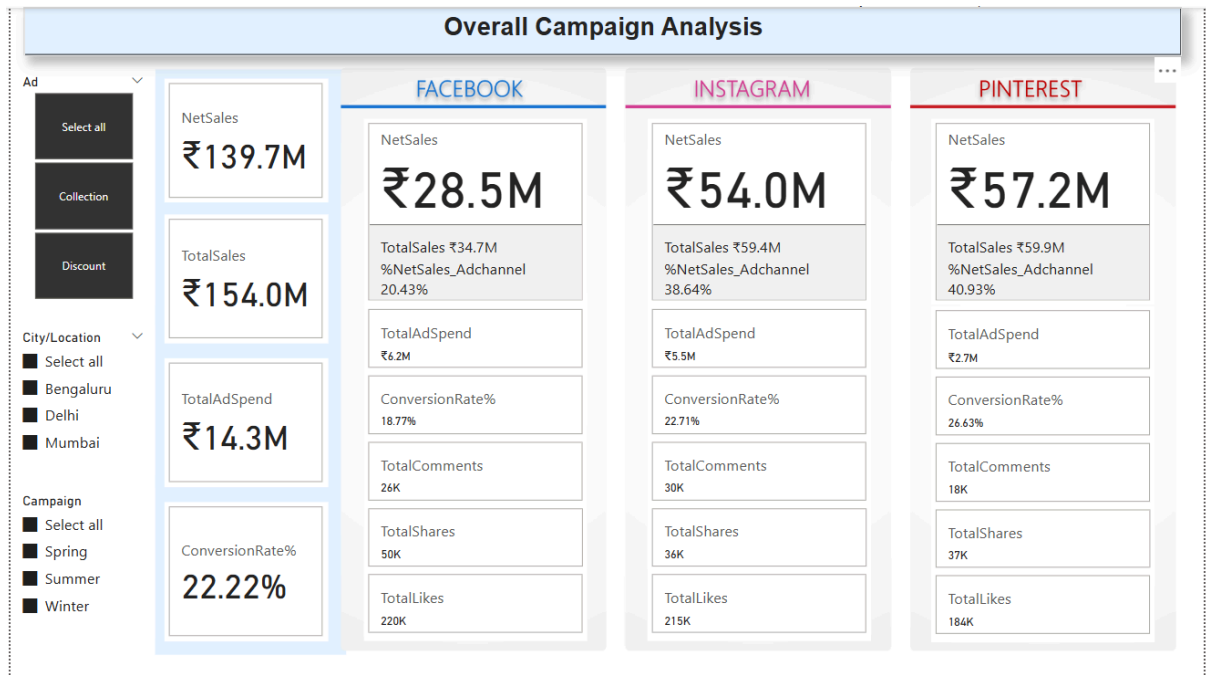 Overall Campaign Analysis
Ad
Select all
Collection
Discount
City/Location
Select all
Bengaluru
Delhi
Mumbai
Campaign
Select all
Spring
Summer
Winter
NetSales
₹139.7M
TotalSales
₹154.0M
TotalAdSpend
₹14.3M
ConversionRate%
22.22%
FACEBOOK
NetSales
₹28.5M
TotalSales ₹34.7M
%NetSales_Adchannel
20.43%
TotalAdSpend
₹6.2M
ConversionRate%
18.77%
TotalComments
26K
TotalShares
50K
TotalLikes
220K
INSTAGRAM
NetSales
₹54.0M
TotalSales ₹59.4M
%NetSales_Adchannel
38.64%
TotalAdSpend
₹5.5M
ConversionRate%
22.71%
TotalComments
30K
TotalShares
36K
TotalLikes
215K
PINTEREST
NetSales
₹57.2M
TotalSales ₹59.9M
%NetSales_Adchannel
40.93%
TotalAdSpend
₹2.7M
ConversionRate%
26.63%
TotalComments
18K
TotalShares
37K
TotalLikes
184K